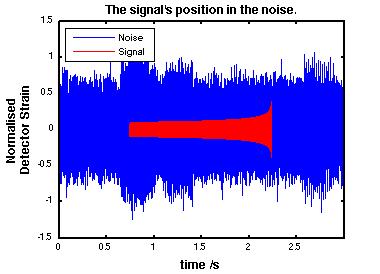 The signal's position in the noise.
Noise
Signal
Normalised
Detector Strain
1.5
1
0.5
0
-0.5
-1
-1.5
0
0.5
1
1.5
2
2.5
time /s